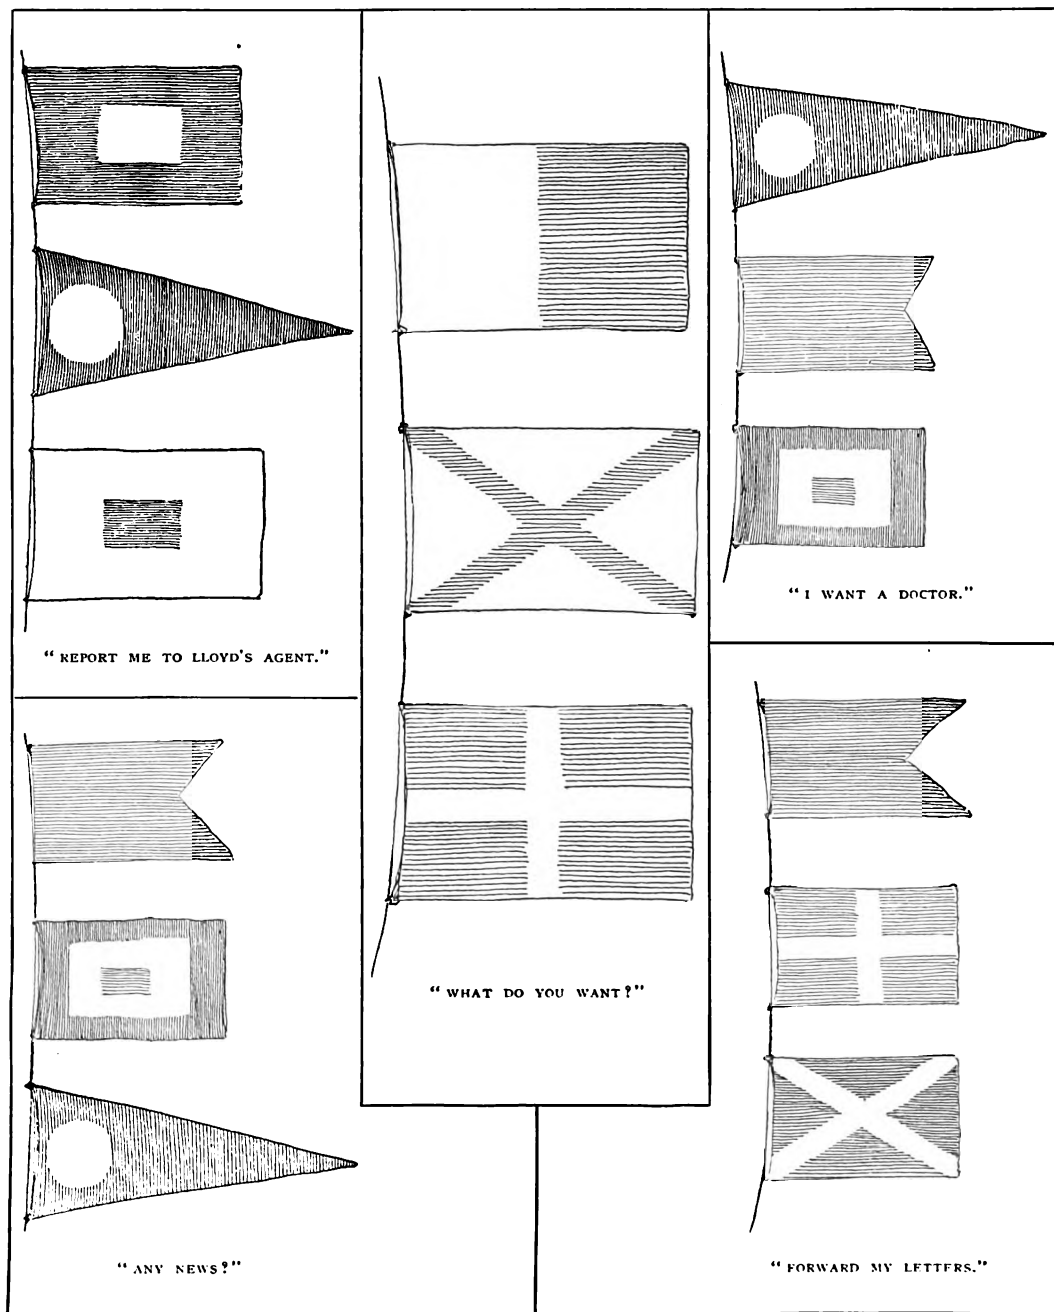 "REPORT ME TO LLOYD'S AGENT."
"WHAT DO YOU WANT?"
"I WANT A DOCTOR."
"ANY NEWS?"
"FORWARD MY LETTERS."